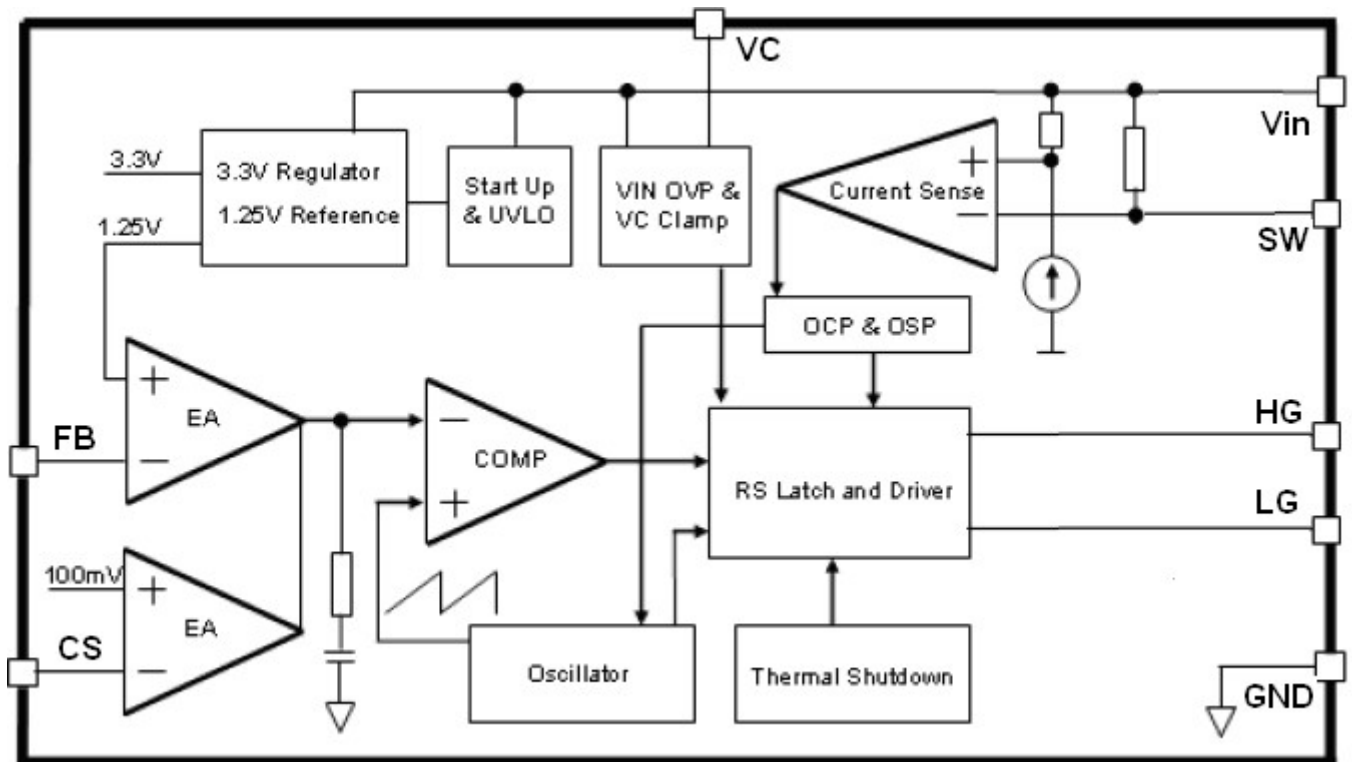 VC
Vin
3.3V
3.3V Regulator
1.25V Reference
1.25V
Start Up
& UVLO
VIN OVP &
VC Clamp
+
Current Sense
−
SW
OCP & OSP
+
EA
−
FB
−
COMP
+
RS Latch and Driver
HG
LG
100mV
+
EA
−
CS
Oscillator
Thermal Shutdown
GND